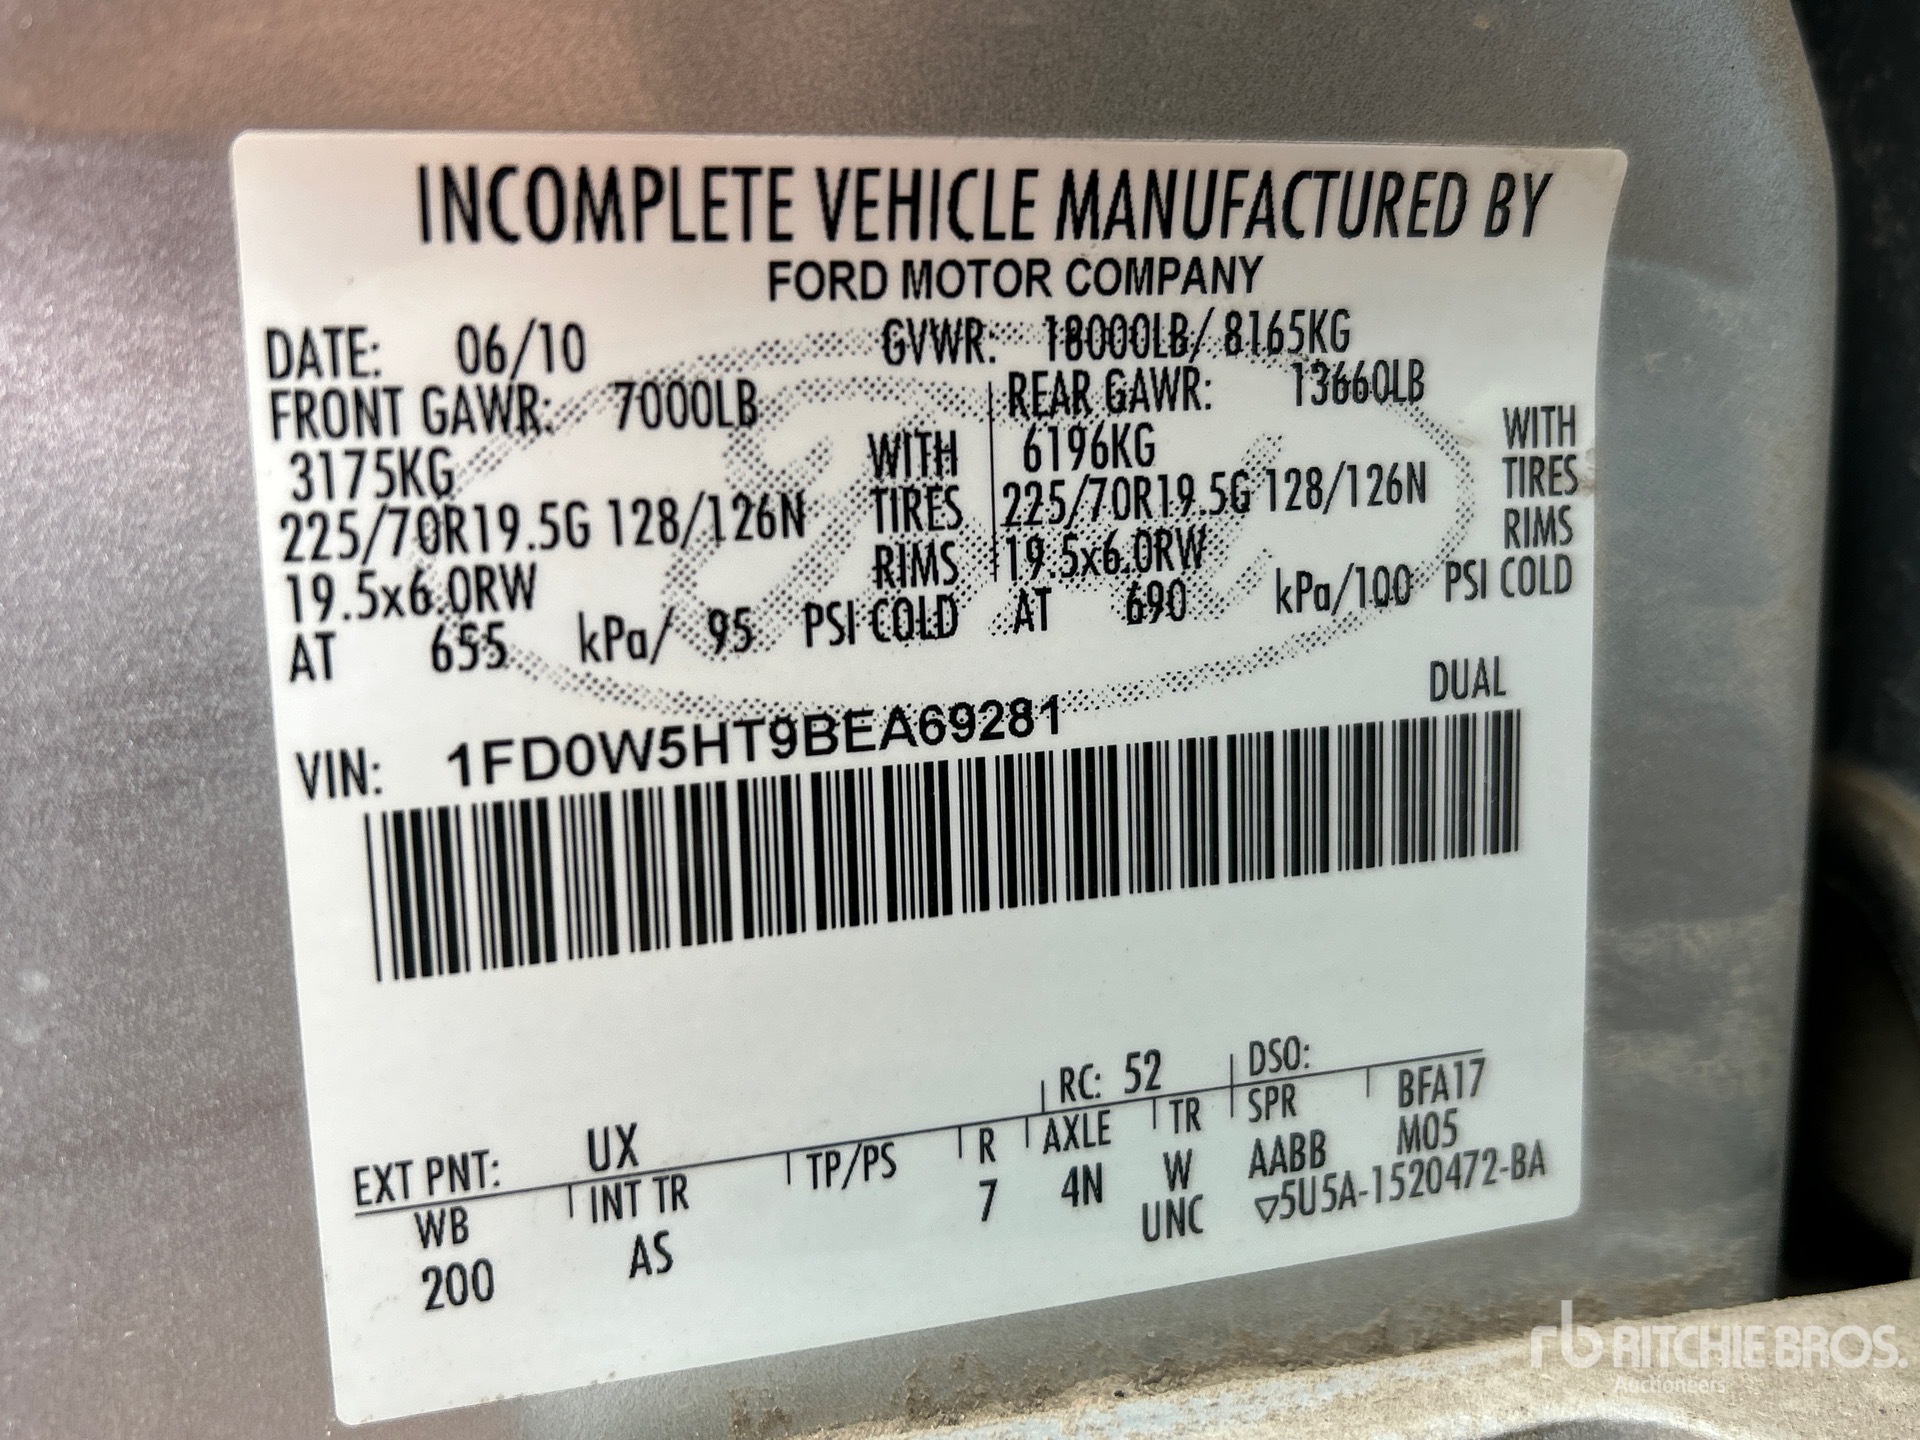 INCOMPLETE VEHICLE MANUFACTURED BY
FORD MOTOR COMPANY
DATE: 06/10 GVWR: 18000LB/ 8165KG
FRONT GAWR: 7000LB REAR GAWR: 13660LB
3175KG WITH 6196KG WITH
225/70R19.5G 128/126N TIRES 225/70R19.5G 128/126N TIRES
19.5x6.0RW RIMS 19.5x6.0RW RIMS
AT 655 kPa/ 95 PSI COLD AT 690 kPa/100 PSI COLD
DUAL
VIN: 1FD0W5HT9BEA69281
EXT PNT: UX RC: 52 DSO:
WB INT TR TP/PS R AXLE TR SPR BFA17
200 AS 7 4N W AABB M05
UNC ▽5U5A-1520472-BA
rb RITCHIE BROS.
Auctioneers